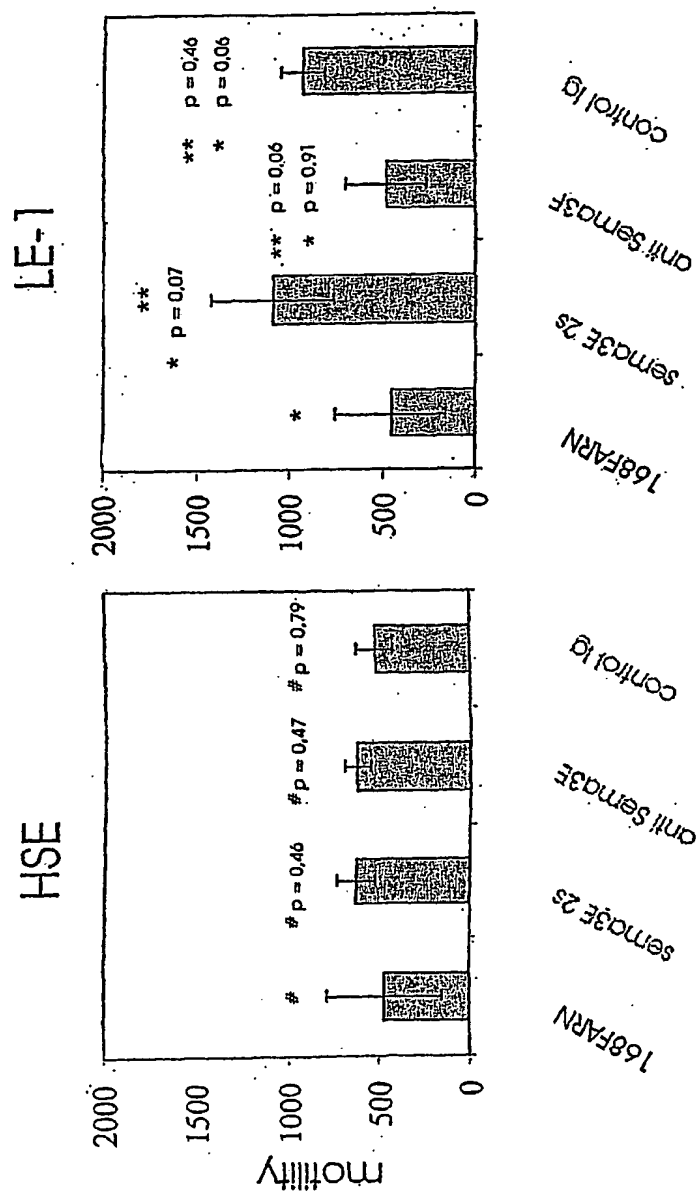 HSE
motility
2000
1500
1000
500
0
#
# p = 0,46
# p = 0,47
# p = 0,79
168FARN
sema3E 2s
anti Sema3E
control Ig
LE-1
2000
1500
1000
500
0
*
**
* p = 0,07
** p = 0,06
* p = 0,91
** p = 0,46
* p = 0,06
168FARN
sema3E 2s
anti Sema3F
control Ig